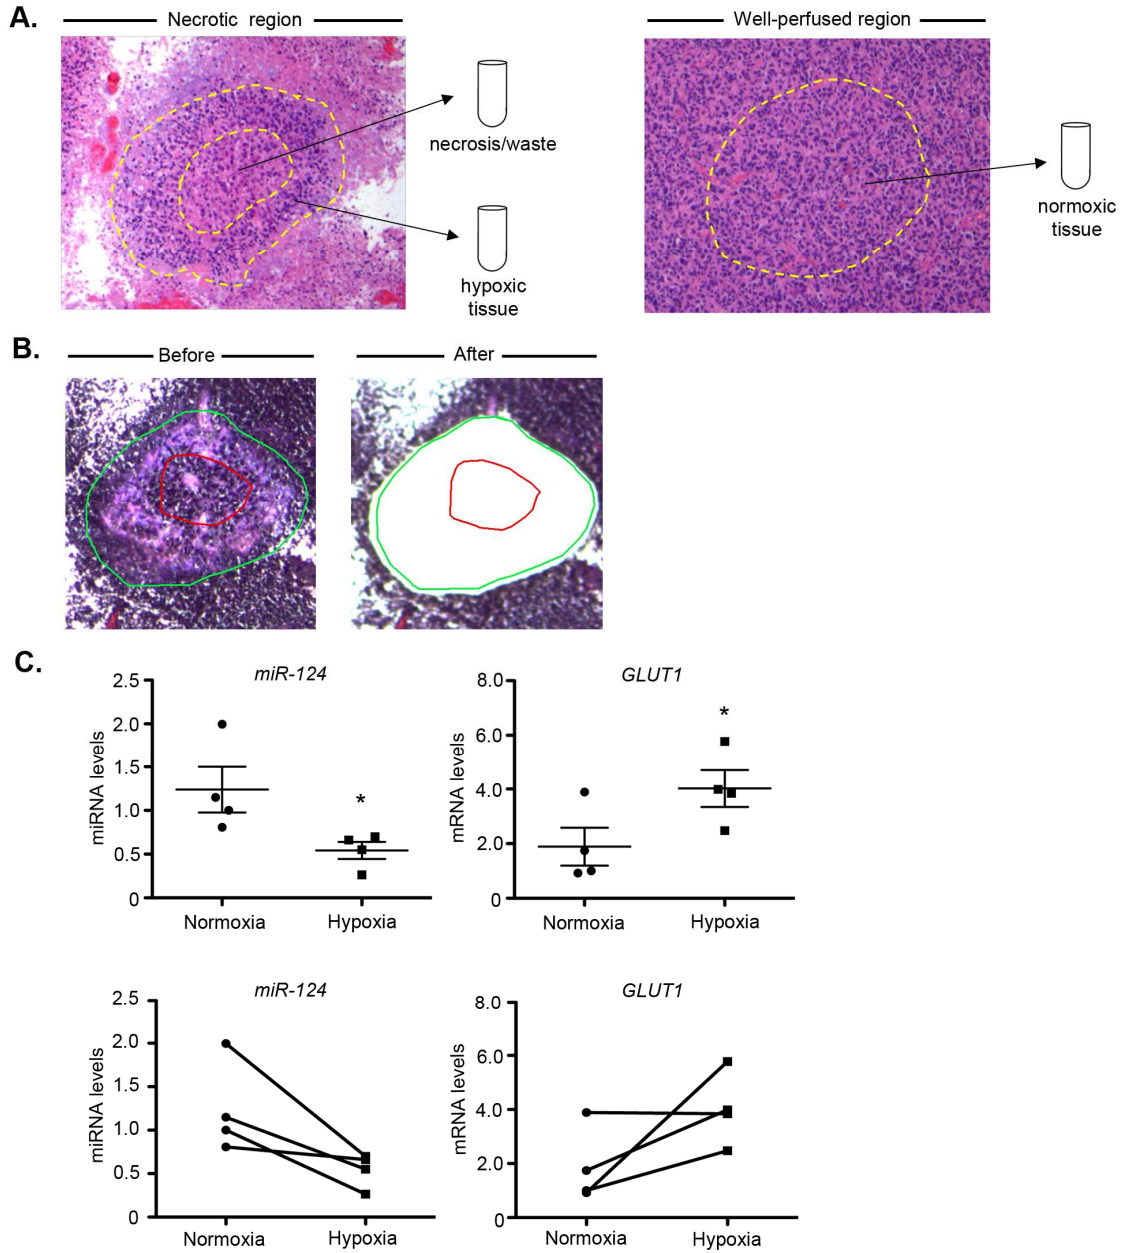 A.
Necrotic region
Well-perfused region
necrosis/waste
hypoxic
tissue
normoxic
tissue
B.
Before
After
C.
miR-124
2.5
2.0
1.5
1.0
0.5
0
miRNA levels
*
Normoxia
Hypoxia
GLUT1
8.0
6.0
4.0
2.0
0
mRNA levels
*
Normoxia
Hypoxia
miR-124
2.5
2.0
1.5
1.0
0.5
0
miRNA levels
Normoxia
Hypoxia
GLUT1
8.0
6.0
4.0
2.0
0
mRNA levels
Normoxia
Hypoxia